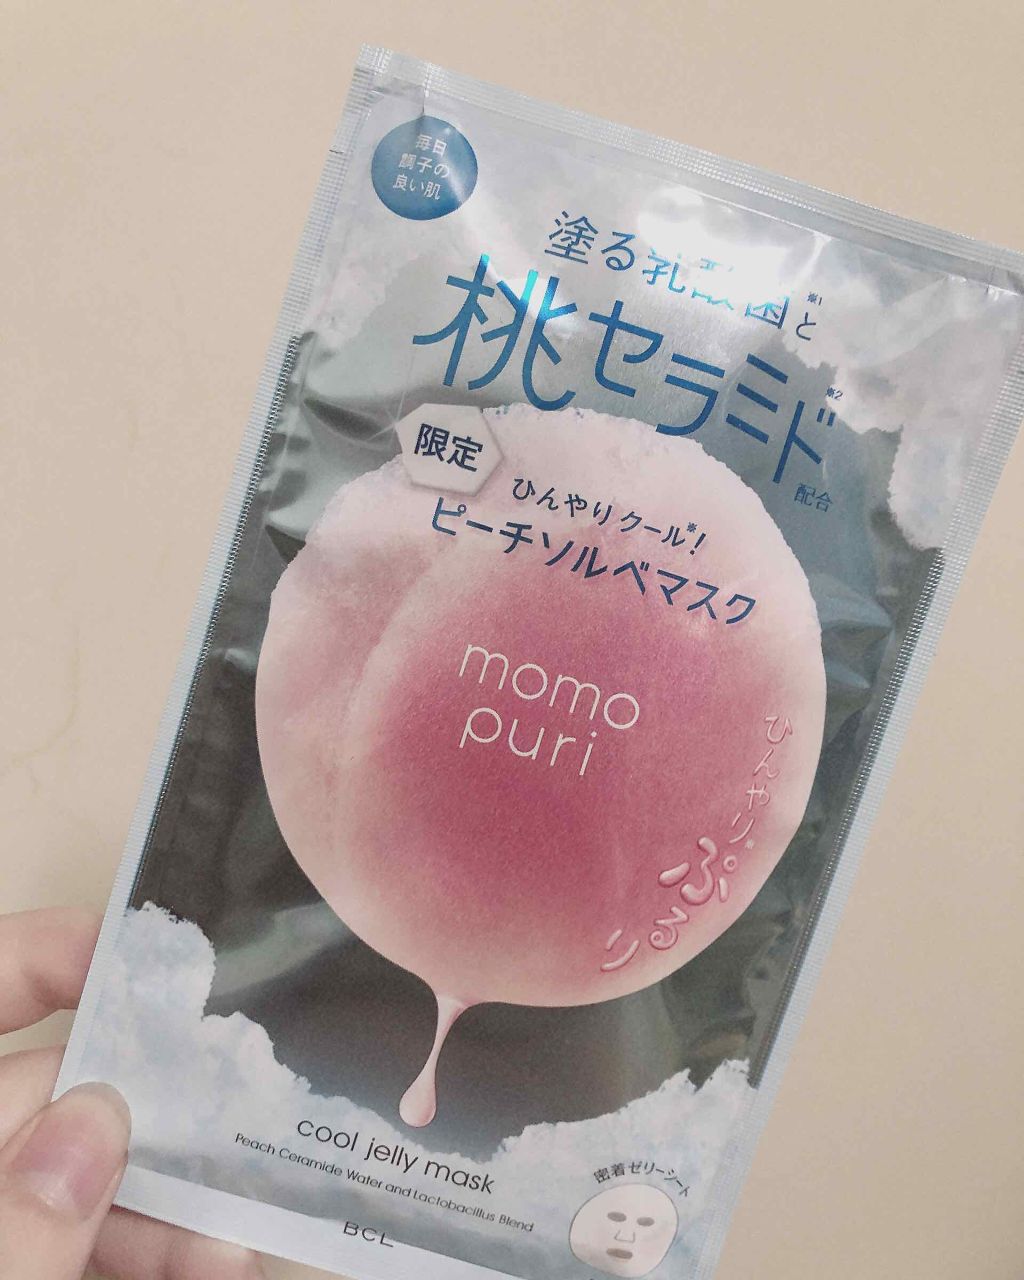 毎日
調子の
良い肌
塗る乳酸菌※1と
桃セラミド※2
配合
限定
ひんやりクール※!
ピーチソルベマスク
momo
puri
ひんやり※
ぷるり
cool jelly mask
Peach Ceramide Water and Lactobacillus Blend
密着ゼリーシート
BCL